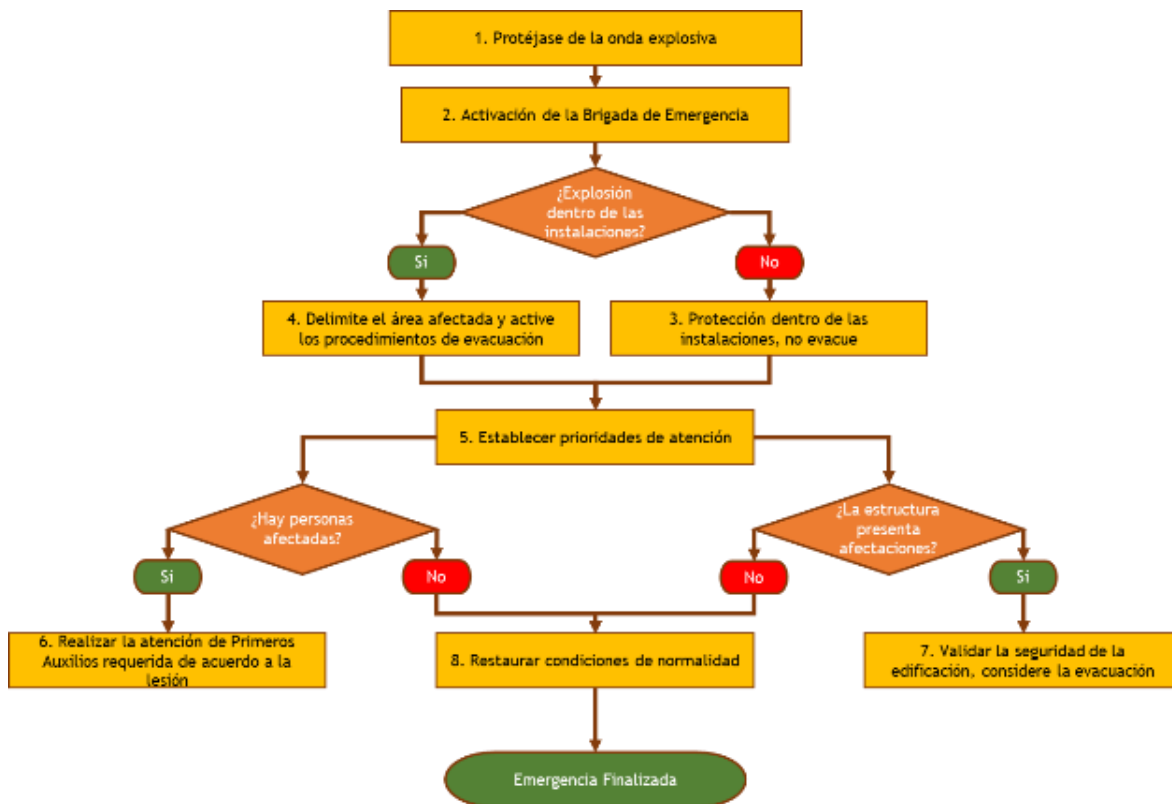 1. Protéjase de la onda explosiva
2. Activación de la Brigada de Emergencia
¿Explosión
dentro de las
instalaciones?
Sí
No
4. Delimite el área afectada y active
los procedimientos de evacuación
3. Protección dentro de las
instalaciones, no evacue
5. Establecer prioridades de atención
¿Hay personas
afectadas?
¿La estructura
presenta
afectaciones?
Sí
No
No
Sí
6. Realizar la atención de Primeros
Auxilios requerida de acuerdo a la
lesión
8. Restaurar condiciones de normalidad
7. Validar la seguridad de la
edificación, considere la evacuación
Emergencia Finalizada